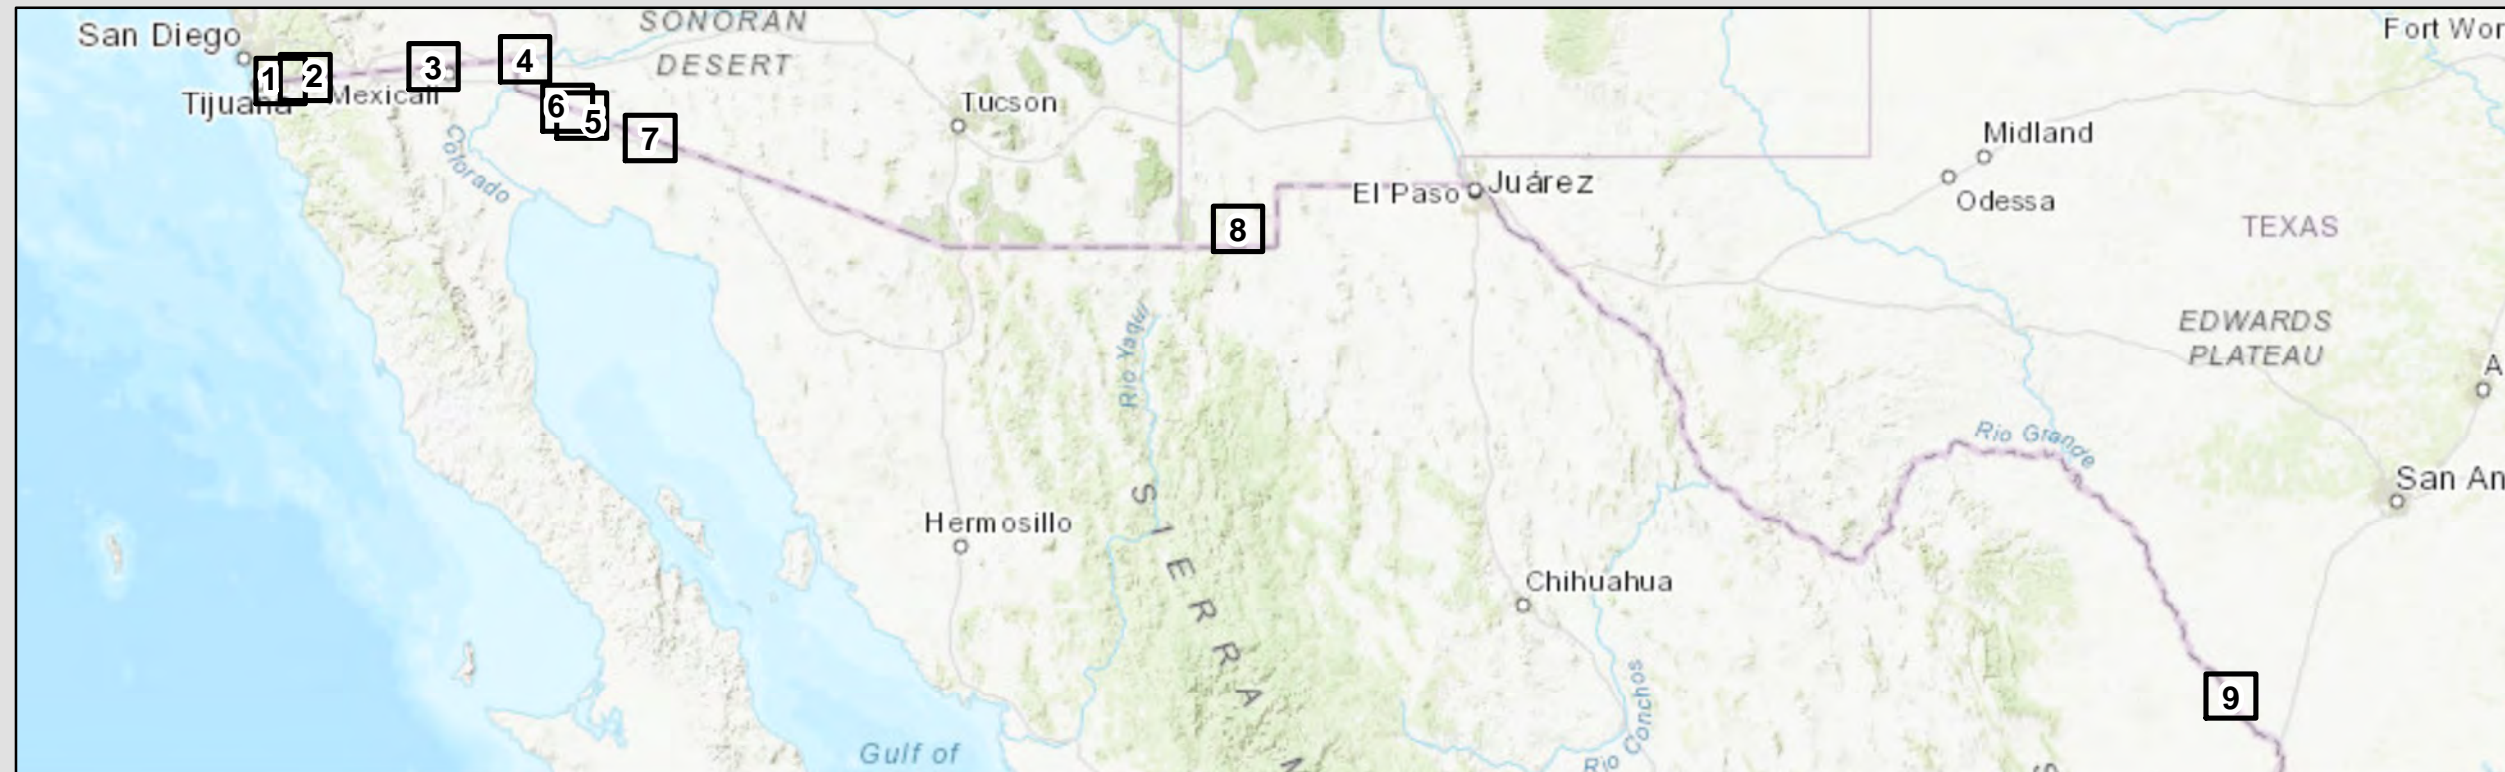 SONORAN
DESERT
San Diego
Fort Wor
1
2
3
4
Tijuana
Mexicali
6
5
7
Colorado
Tucson
Midland
Odessa
El Paso
Juárez
8
TEXAS
EDWARDS
PLATEAU
Rio Yaqui
A
Rio Grande
San An
Hermosillo
SIERRA M
Chihuahua
Rio Conchos
9
Gulf of